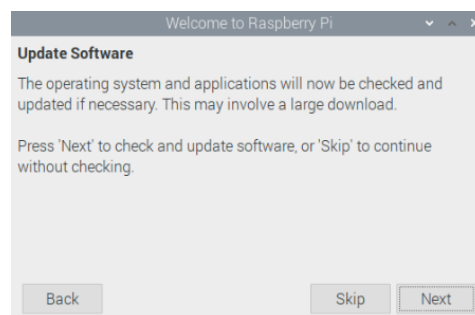 Welcome to Raspberry Pi
Update Software
The operating system and applications will now be checked and
updated if necessary. This may involve a large download.
Press 'Next' to check and update software, or 'Skip' to continue
without checking.
Back Skip Next